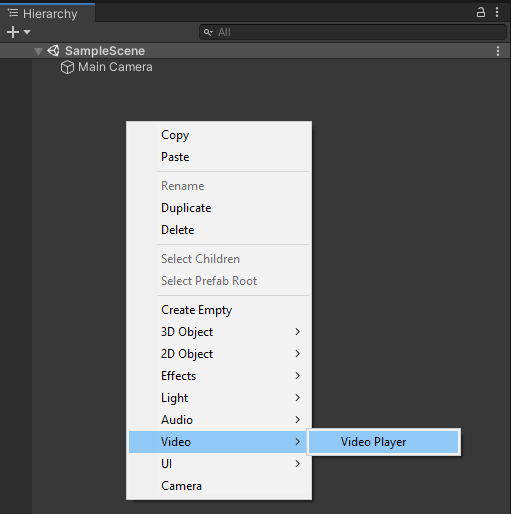 Hierarchy
All
SampleScene
Main Camera
Copy
Paste
Rename
Duplicate
Delete
Select Children
Select Prefab Root
Create Empty
3D Object
2D Object
Effects
Light
Audio
Video
Video Player
UI
Camera